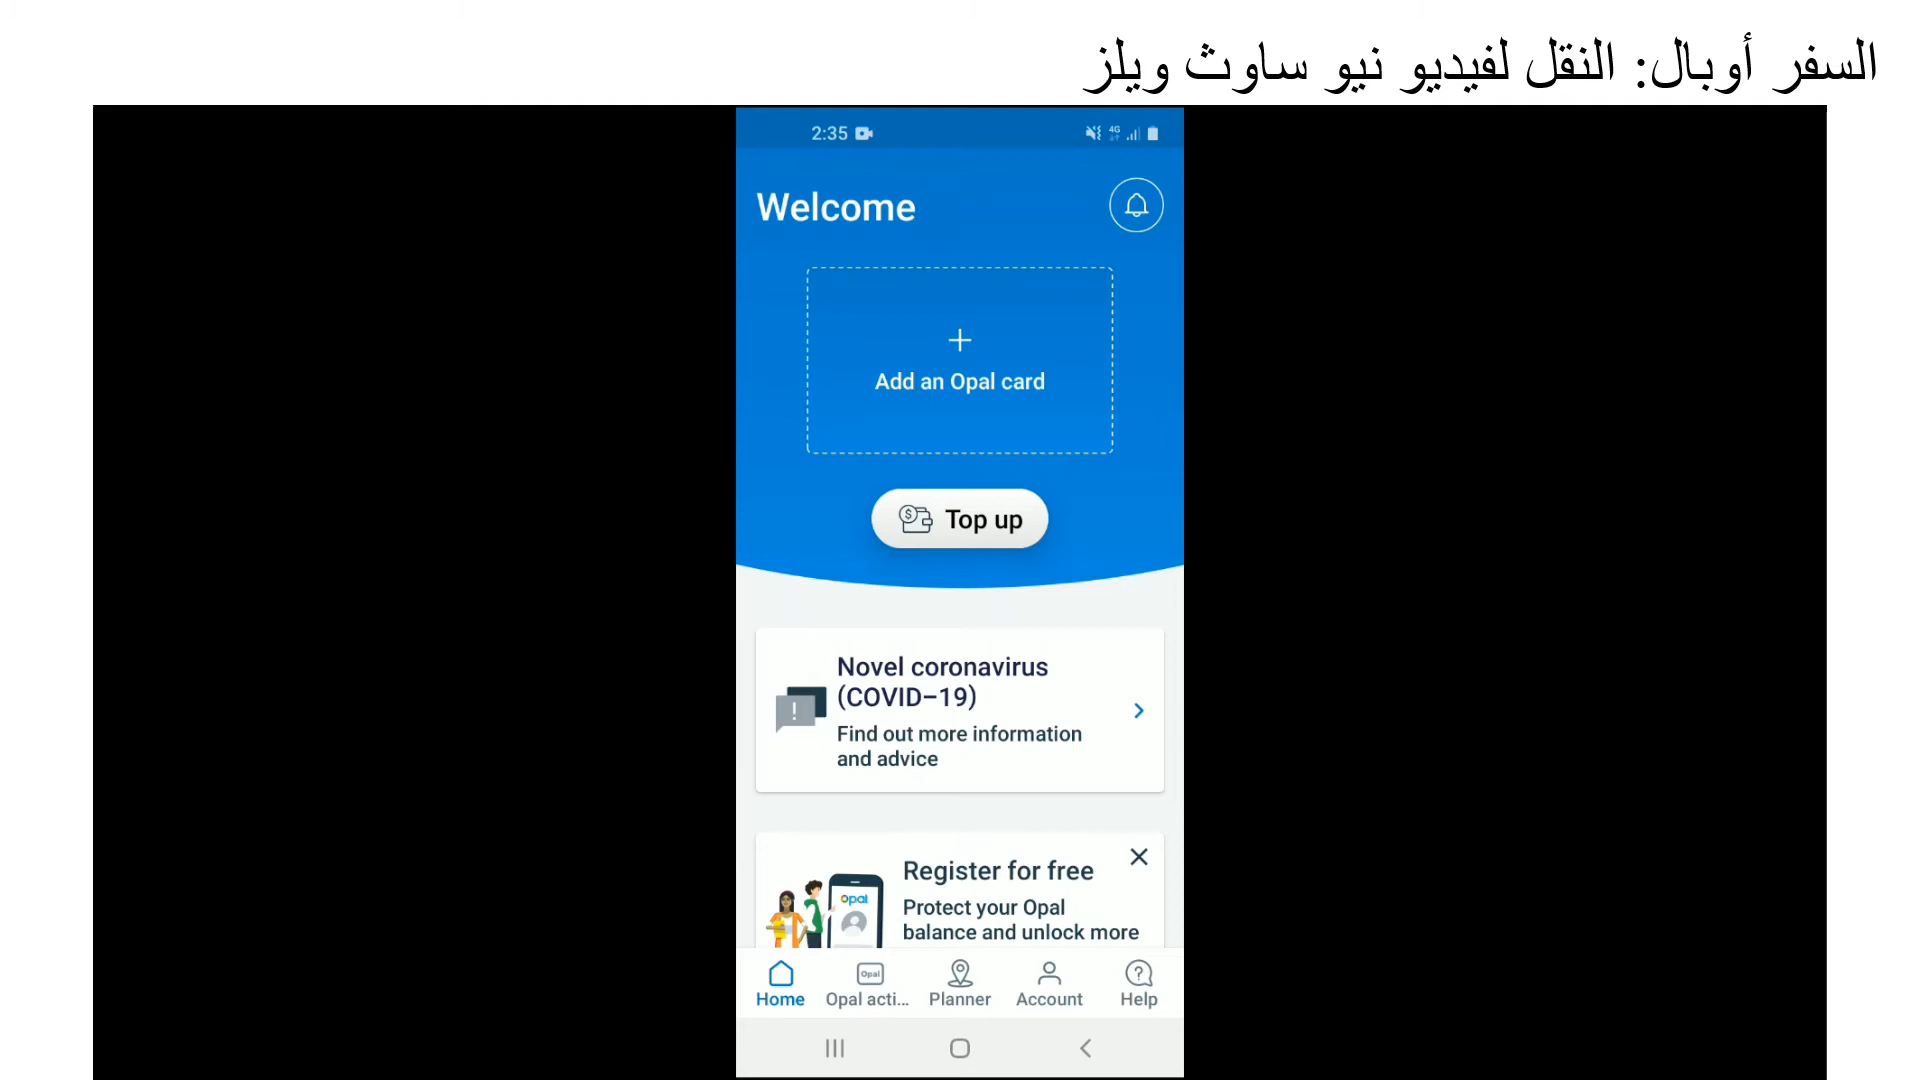 السفر أوبال: النقل لفيديو نيو ساوث ويلز
2:35
4G
Welcome
Add an Opal card
$ Top up
Novel coronavirus
(COVID–19)
!
Find out more information
and advice
Register for free
opal
Protect your Opal
balance and unlock more
Opal
?
Home
Opal acti...
Planner
Account
Help